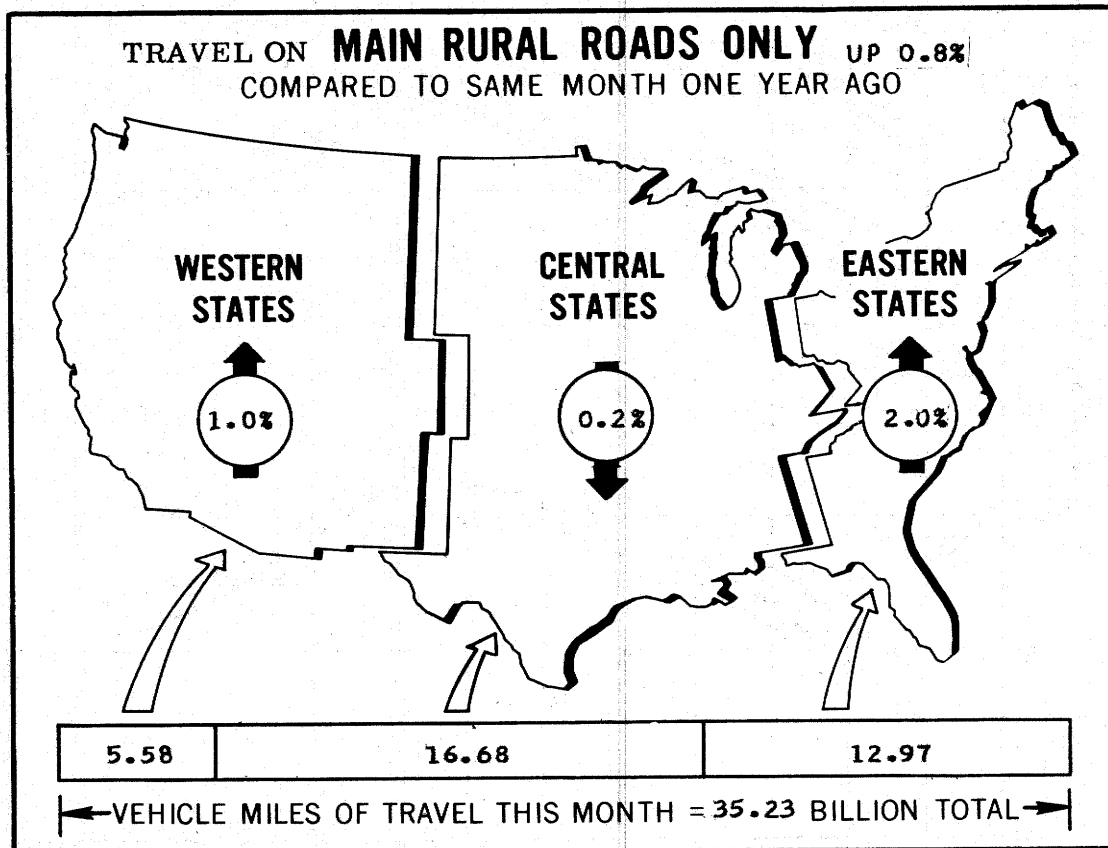 TRAVEL ON MAIN RURAL ROADS ONLY UP 0.8%
COMPARED TO SAME MONTH ONE YEAR AGO
WESTERN
STATES
1.0%
CENTRAL
STATES
0.2%
EASTERN
STATES
2.0%
5.58 16.68 12.97
VEHICLE MILES OF TRAVEL THIS MONTH = 35.23 BILLION TOTAL